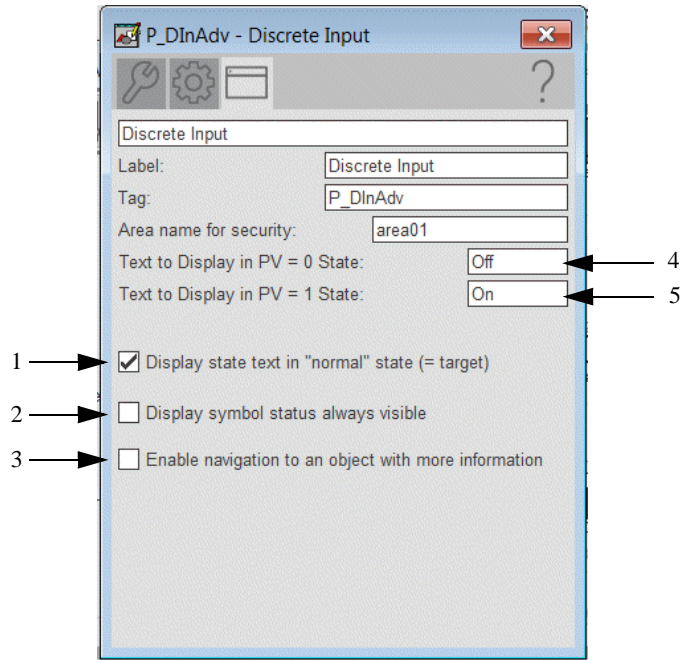 P_DInAdv - Discrete Input
?
Discrete Input
Label: Discrete Input
Tag: P_DInAdv
Area name for security: area01
Text to Display in PV = 0 State: Off 4
Text to Display in PV = 1 State: On 5
1 Display state text in "normal" state (= target)
2 Display symbol status always visible
3 Enable navigation to an object with more information